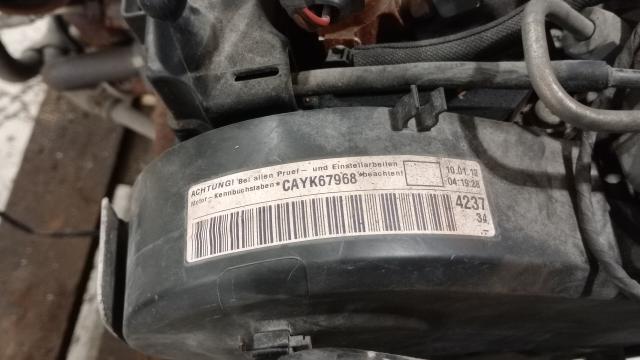 ACHTUNG! Bei allen Pruef- und Einstellarbeiten
Motor-Kennbuchstaben *CAYK67968* beachten!
10.01.12
04:19:28
4237
34